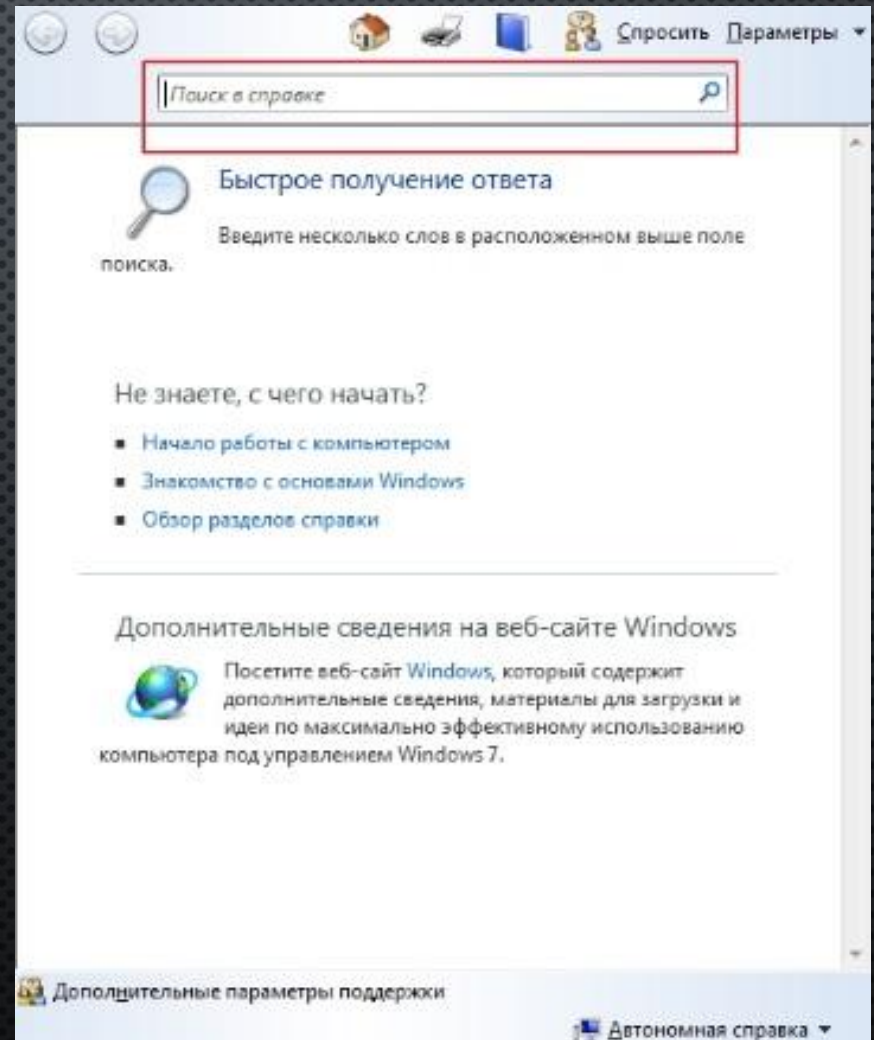 Спросить Параметры
Поиск в справке
Быстрое получение ответа
Введите несколько слов в расположенном выше поле
поиска.
Не знаете, с чего начать?
Начало работы с компьютером
Знакомство с основами Windows
Обзор разделов справки
Дополнительные сведения на веб-сайте Windows
Посетите веб-сайт Windows, который содержит
дополнительные сведения, материалы для загрузки и
идеи по максимально эффективному использованию
компьютера под управлением Windows 7.
Дополнительные параметры поддержки
Автономная справка